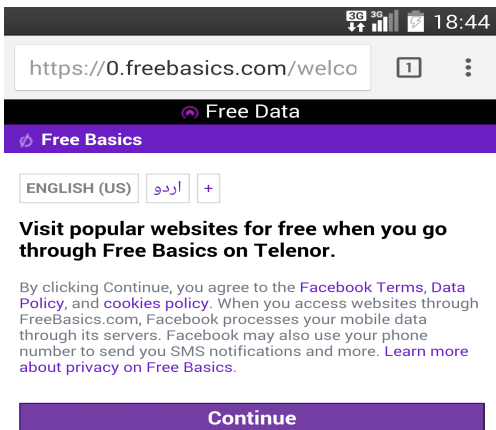 3G 3G 18:44
https://0.freebasics.com/welco 1
Free Data
Free Basics
ENGLISH (US) اردو +
Visit popular websites for free when you go
through Free Basics on Telenor.
By clicking Continue, you agree to the Facebook Terms, Data
Policy, and cookies policy. When you access websites through
FreeBasics.com, Facebook processes your mobile data
through its servers. Facebook may also use your phone
number to send you SMS notifications and more. Learn more
about privacy on Free Basics.
Continue